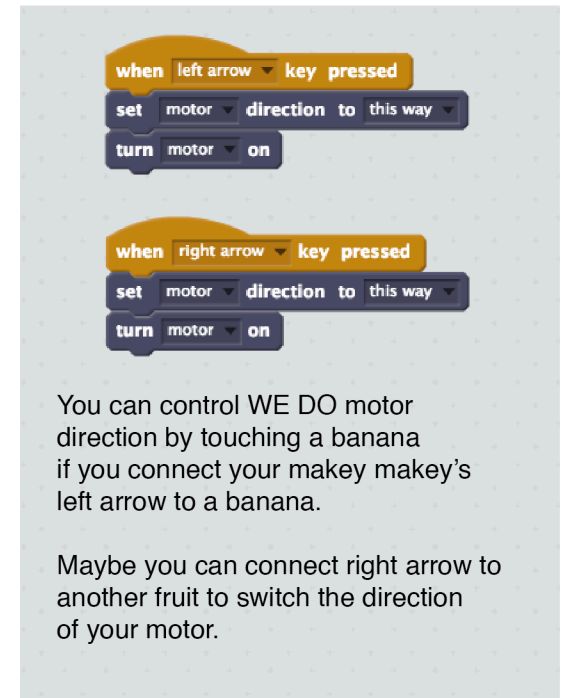 when left arrow key pressed
set motor direction to this way
turn motor on
when right arrow key pressed
set motor direction to this way
turn motor on
You can control WE DO motor
direction by touching a banana
if you connect your makey makey’s
left arrow to a banana.
Maybe you can connect right arrow to
another fruit to switch the direction
of your motor.